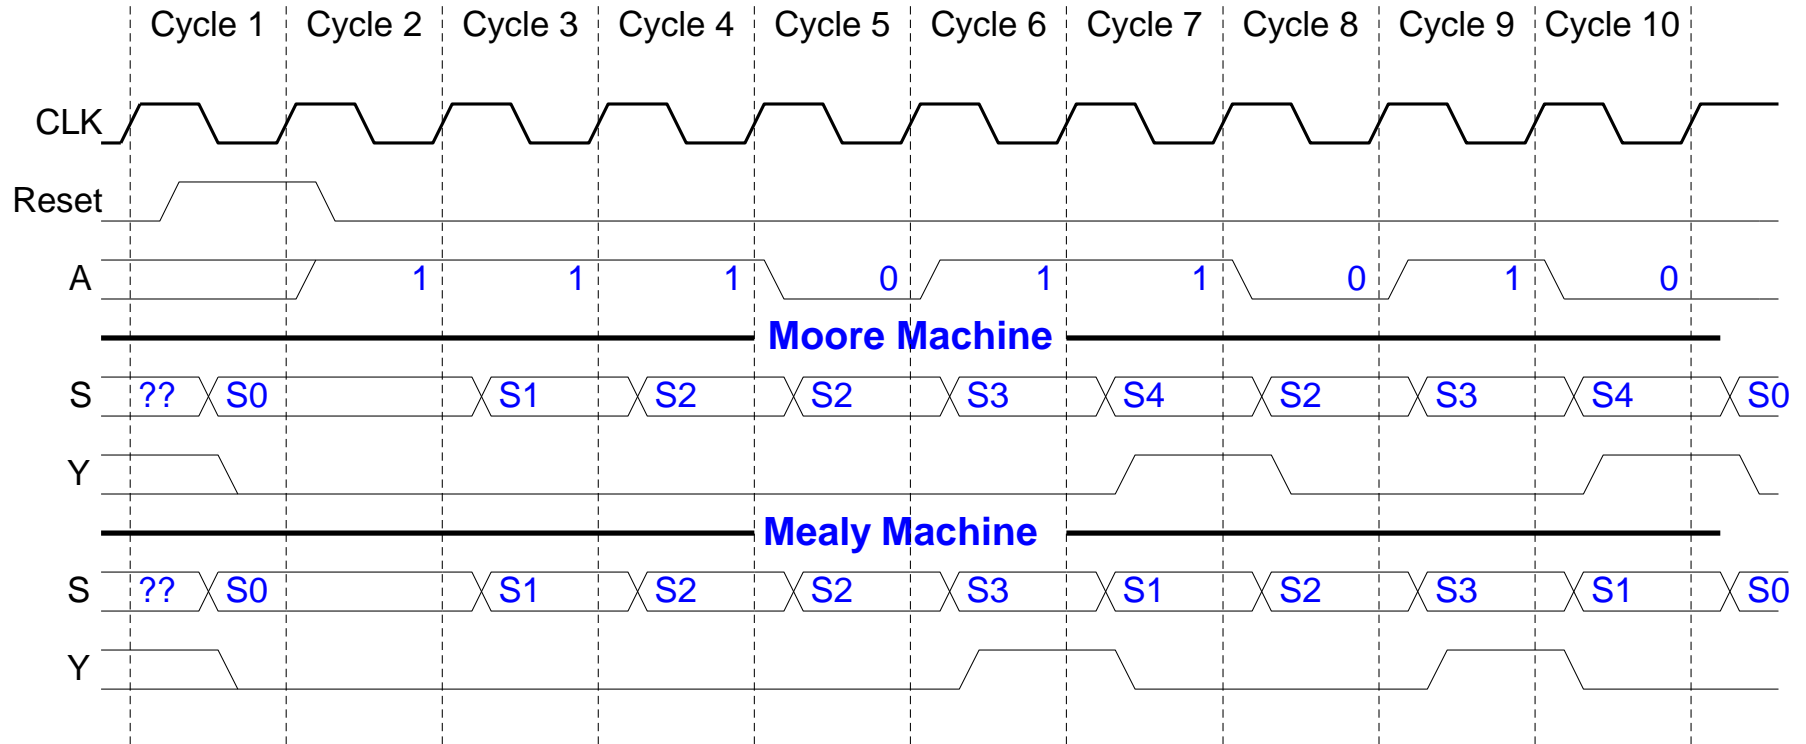 Cycle 1 Cycle 2 Cycle 3 Cycle 4 Cycle 5 Cycle 6 Cycle 7 Cycle 8 Cycle 9 Cycle 10
CLK
Reset
A 1 1 1 0 1 1 0 1 0
Moore Machine
S ?? S0 S1 S2 S2 S3 S4 S2 S3 S4 S0
Y
Mealy Machine
S ?? S0 S1 S2 S2 S3 S1 S2 S3 S1 S0
Y